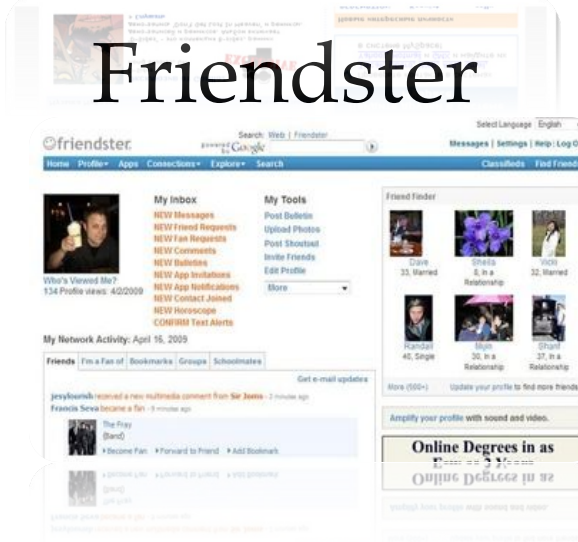 Friendster
Select Language English
Search: Web | Friendster
friendster.
powered by Google
Messages | Settings | Help | Log O
Home Profile Apps Connections Explore Search
Classifieds Find Friend
My Inbox
NEW Messages
NEW Friend Requests
NEW Fan Requests
NEW Comments
NEW Bulletins
NEW App Invitations
NEW App Notifications
NEW Contact Joined
NEW Horoscope
CONFIRM Text Alerts
My Tools
Post Bulletin
Upload Photos
Post Shoutout
Invite Friends
Edit Profile
More
Who's Viewed Me?
134 Profile views: 4/2/2009
Friend Finder
Dave
33, Married
Sheila
, In a
Relationship
Vicki
32, Married
Randall
40, Single
30, In a
Relationship
37, In a
Relationship
More (500+)
Update your profile to find more friends
My Network Activity: April 16, 2009
Friends I'm a Fan of Bookmarks Groups Schoolmates
Get e-mail updates
jesylourish received a new multimedia comment from Sir Joms - 2 minutes ago
Francis Seva became a fan - 9 minutes ago
The Fray
(Band)
Become Fan Forward to Friend Add Bookmark
Amplify your profile with sound and video.
Online Degrees in as